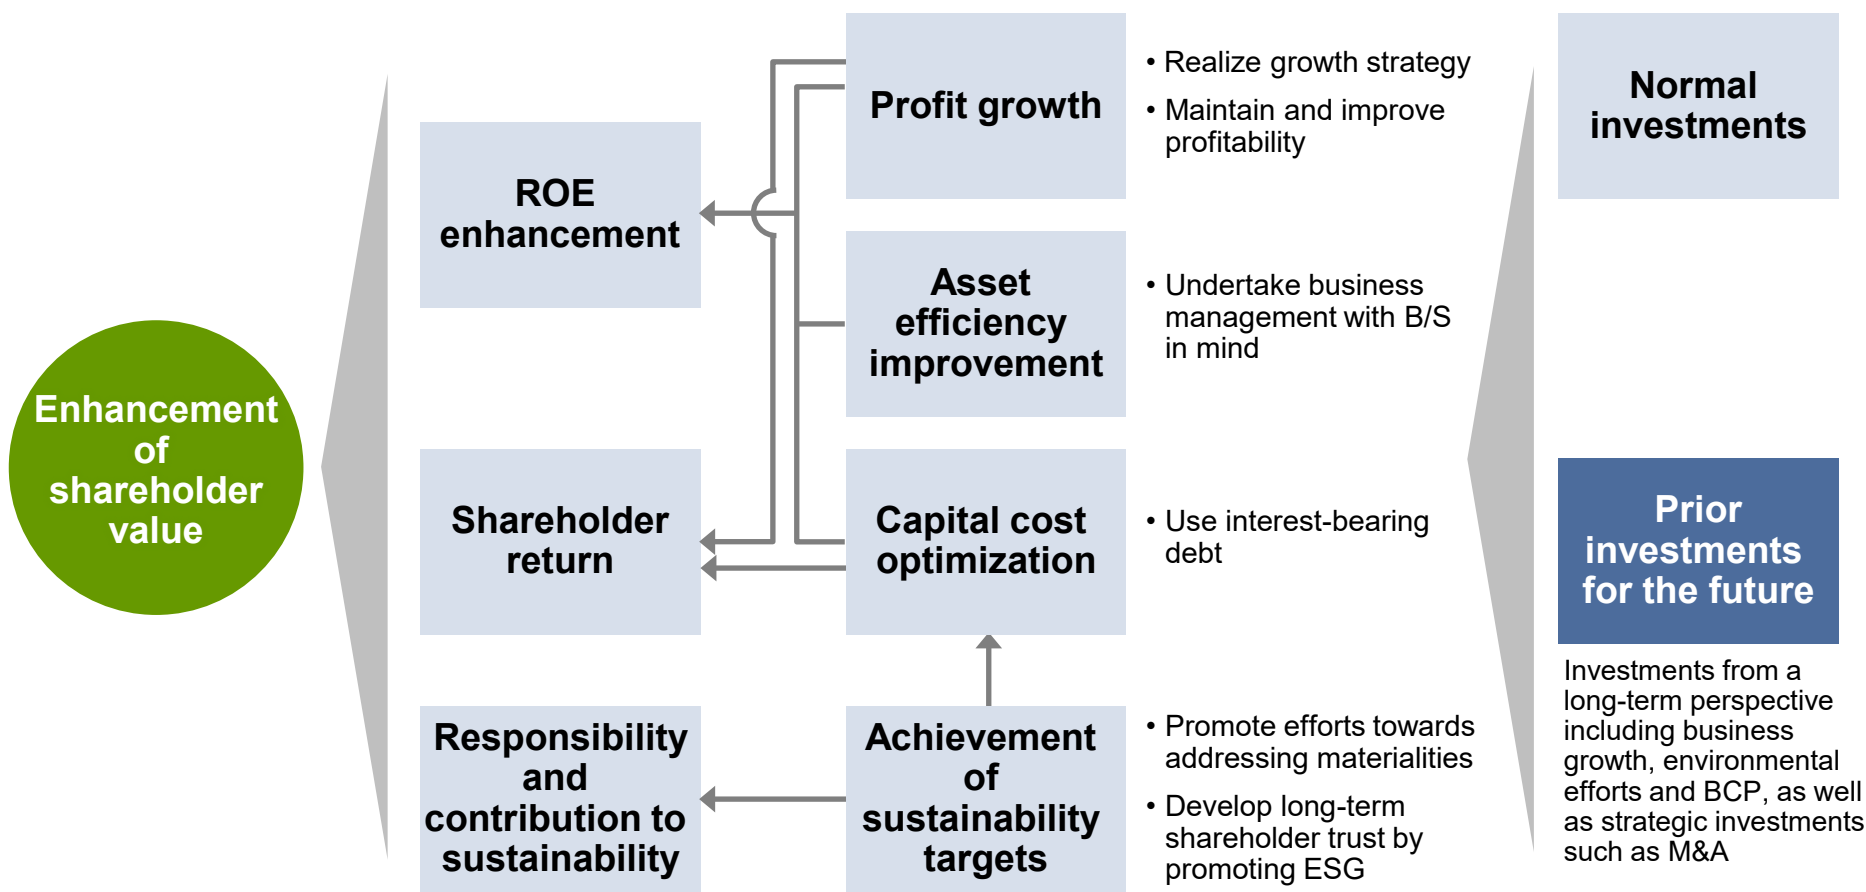 Enhancement
of
shareholder
value
ROE
enhancement
Shareholder
return
Responsibility
and
contribution to
sustainability
Profit growth
• Realize growth strategy
• Maintain and improve
profitability
Asset
efficiency
improvement
• Undertake business
management with B/S
in mind
Capital cost
optimization
• Use interest-bearing
debt
Achievement
of
sustainability
targets
• Promote efforts towards
addressing materialities
• Develop long-term
shareholder trust by
promoting ESG
Normal
investments
Prior
investments
for the future
Investments from a
long-term perspective
including business
growth, environmental
efforts and BCP, as well
as strategic investments
such as M&A